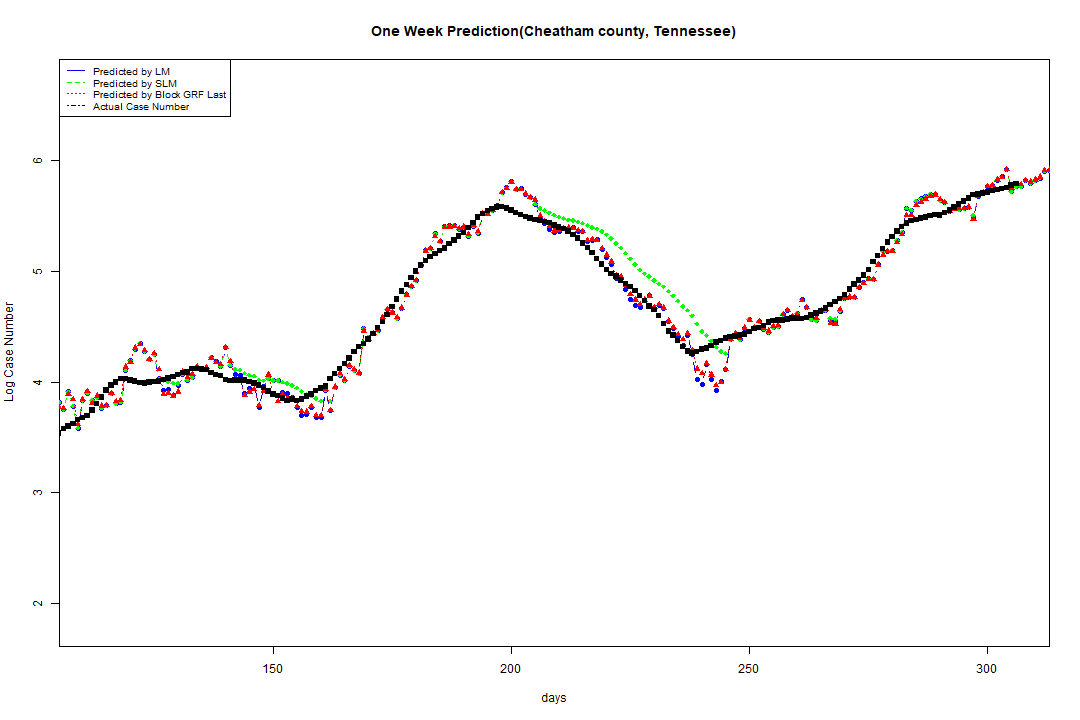 One Week Prediction(Cheatham county, Tennessee)
Predicted by LM
Predicted by SLM
Predicted by Block GRF Last
Actual Case Number
6
5
4
3
2
Log Case Number
150 200 250 300
days